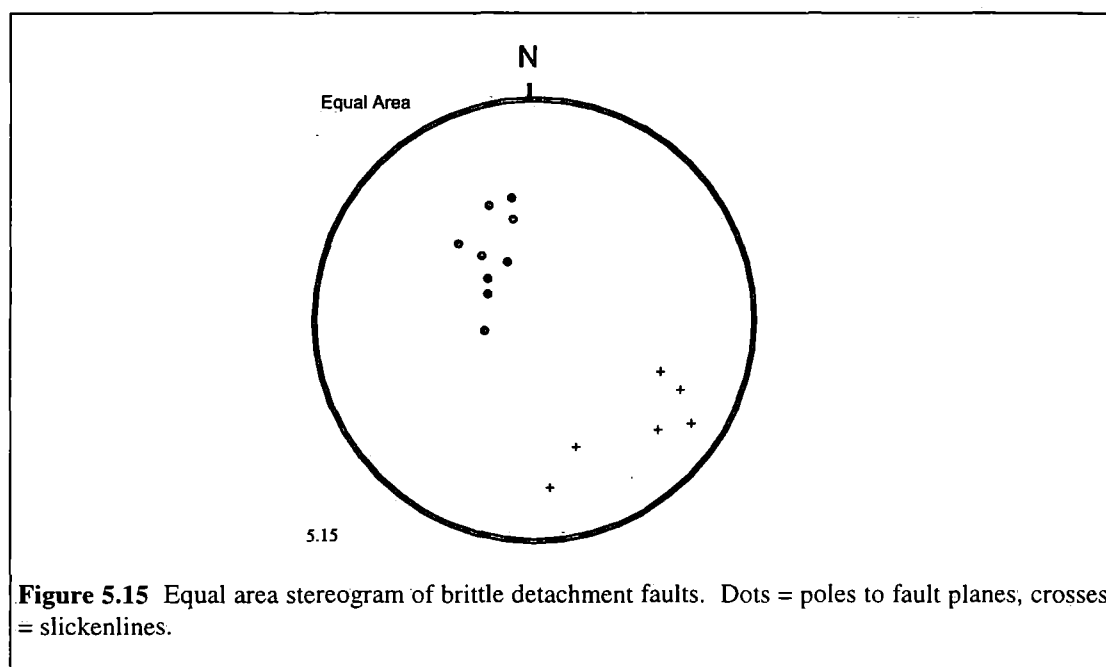 N
Equal Area
5.15
Figure 5.15 Equal area stereogram of brittle detachment faults. Dots = poles to fault planes, crosses
= slickenlines.